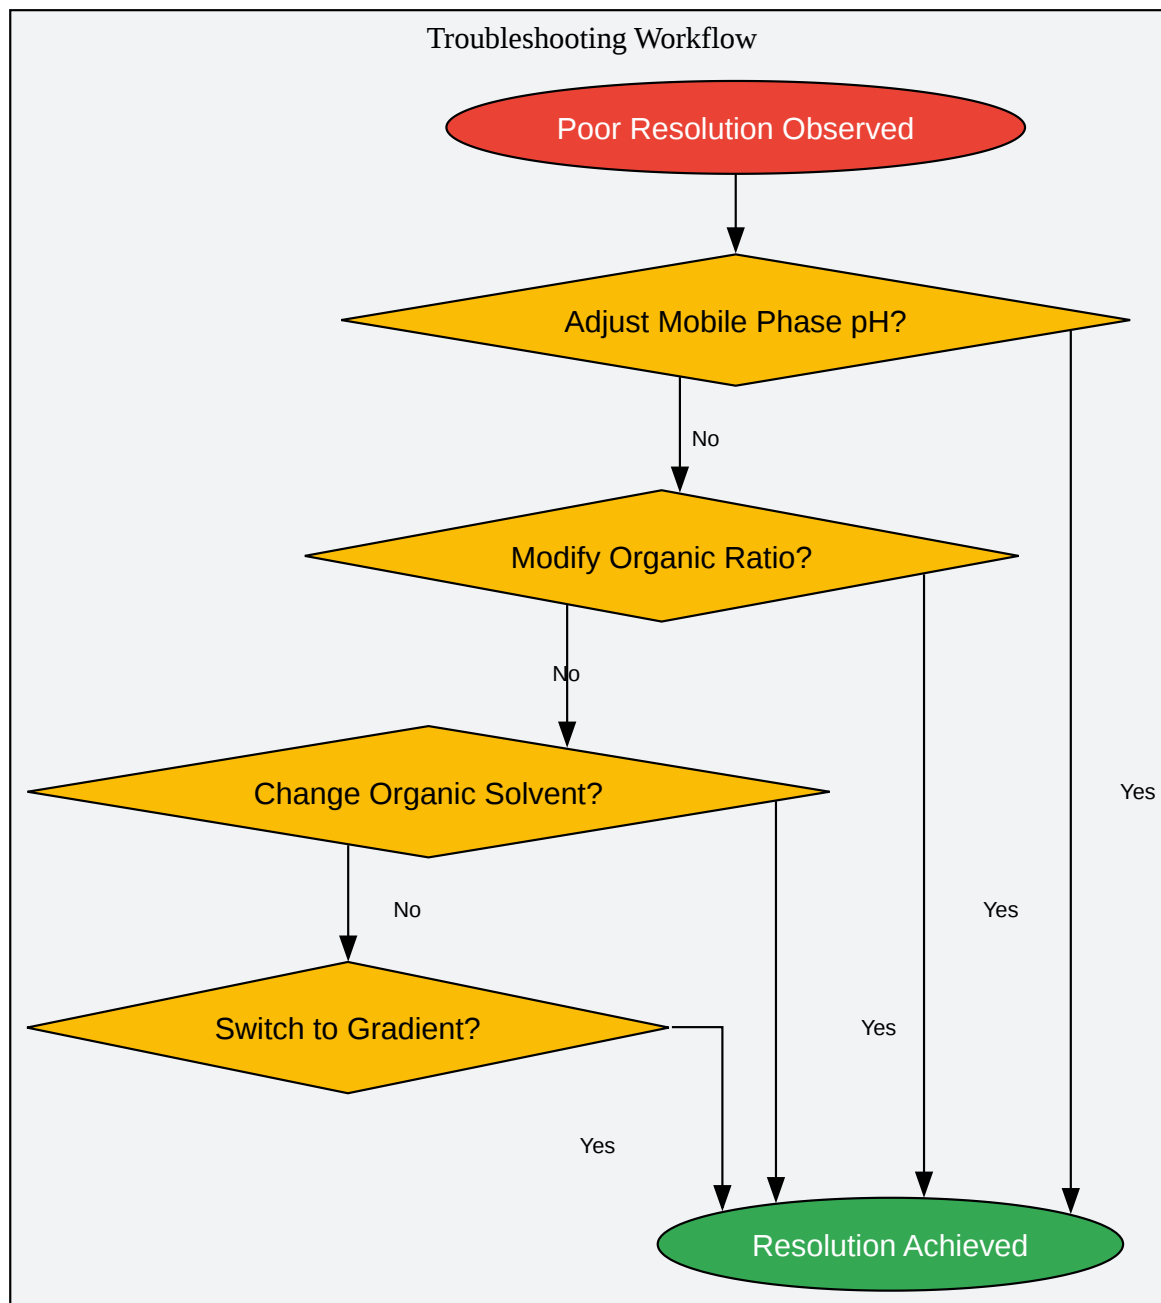 Troubleshooting Workflow
Poor Resolution Observed
Adjust Mobile Phase pH?
No
Modify Organic Ratio?
No
Change Organic Solvent?
Yes
No
Yes
Switch to Gradient?
Yes
Yes
Resolution Achieved